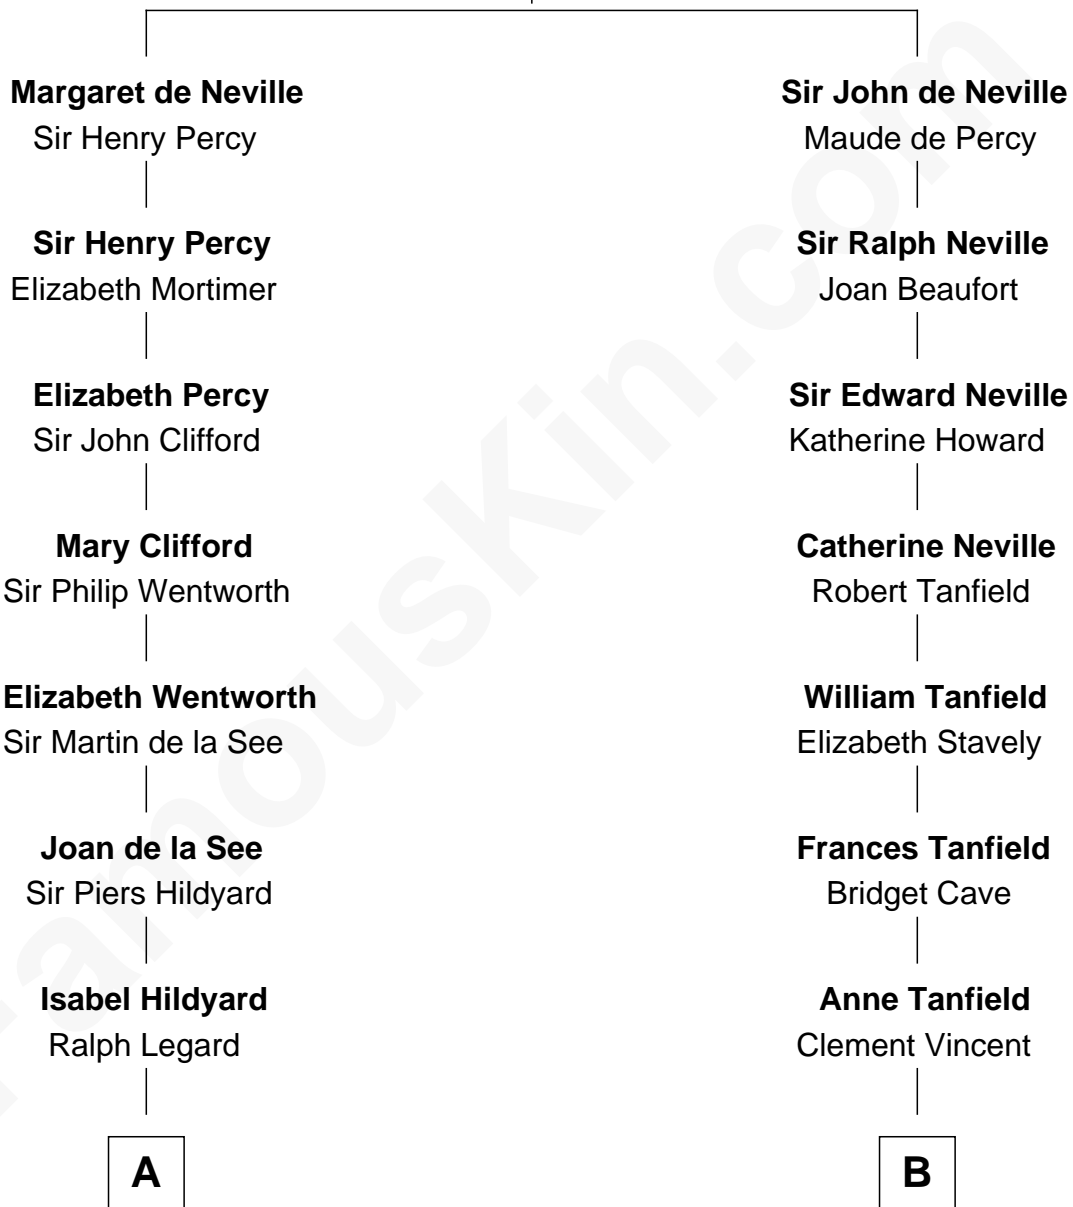 Margaret de Neville
Sir Henry Percy
Sir Henry Percy
Elizabeth Mortimer
Elizabeth Percy
Sir John Clifford
Mary Clifford
Sir Philip Wentworth
Elizabeth Wentworth
Sir Martin de la See
Joan de la See
Sir Piers Hildyard
Isabel Hildyard
Ralph Legard
A
Sir John de Neville
Maude de Percy
Sir Ralph Neville
Joan Beaufort
Sir Edward Neville
Katherine Howard
Catherine Neville
Robert Tanfield
William Tanfield
Elizabeth Stavely
Frances Tanfield
Bridget Cave
Anne Tanfield
Clement Vincent
B
FamousKin.com